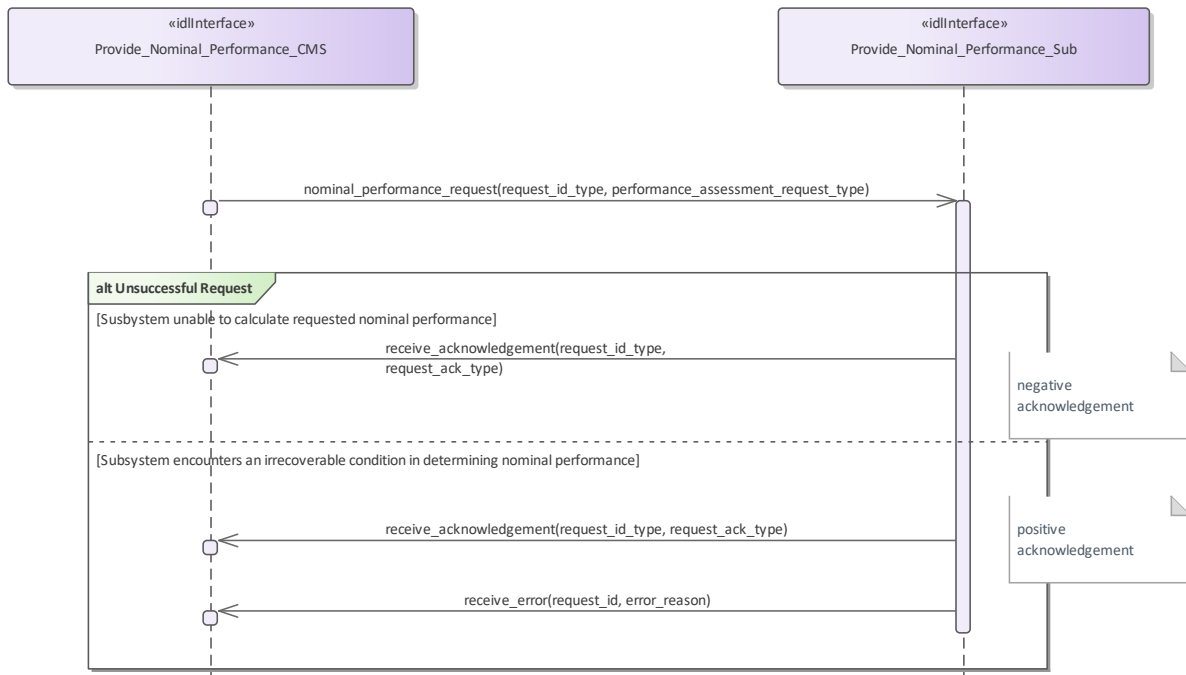 «idlInterface»
Provide_Nominal_Performance_CMS
«idlInterface»
Provide_Nominal_Performance_Sub
nominal_performance_request(request_id_type, performance_assessment_request_type)
alt Unsuccessful Request
[Susbystem unable to calculate requested nominal performance]
receive_acknowledgement(request_id_type,
request_ack_type)
negative
acknowledgement
[Subsystem encounters an irrecoverable condition in determining nominal performance]
receive_acknowledgement(request_id_type, request_ack_type)
positive
acknowledgement
receive_error(request_id, error_reason)